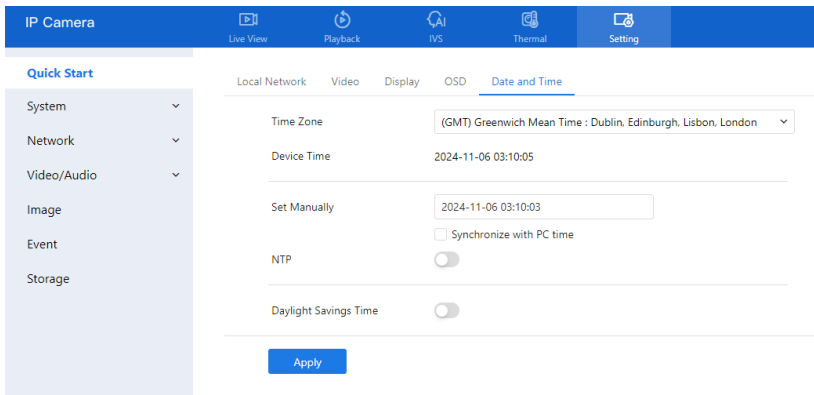 IP Camera
Live View Playback AI IVS Thermal Setting
Quick Start
System
Network
Video/Audio
Image
Event
Storage
Local Network Video Display OSD Date and Time
Time Zone (GMT) Greenwich Mean Time : Dublin, Edinburgh, Lisbon, London
Device Time 2024-11-06 03:10:05
Set Manually 2024-11-06 03:10:03
Synchronize with PC time
NTP
Daylight Savings Time
Apply